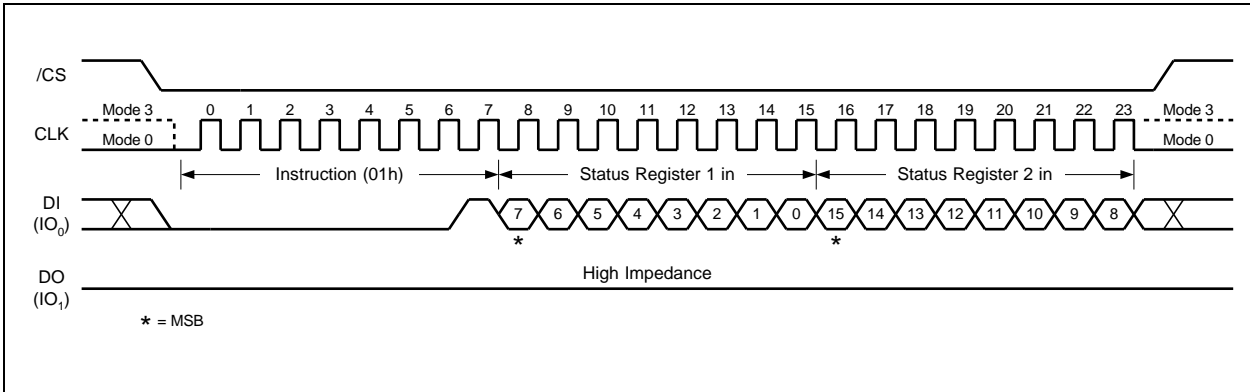 /CS
Mode 3 0 1 2 3 4 5 6 7 8 9 10 11 12 13 14 15 16 17 18 19 20 21 22 23 Mode 3
CLK
Mode 0 Mode 0
Instruction (01h) Status Register 1 in Status Register 2 in
DI
(IO0)
7 6 5 4 3 2 1 0 15 14 13 12 11 10 9 8
* *
High Impedance
DO
(IO1)
* = MSB